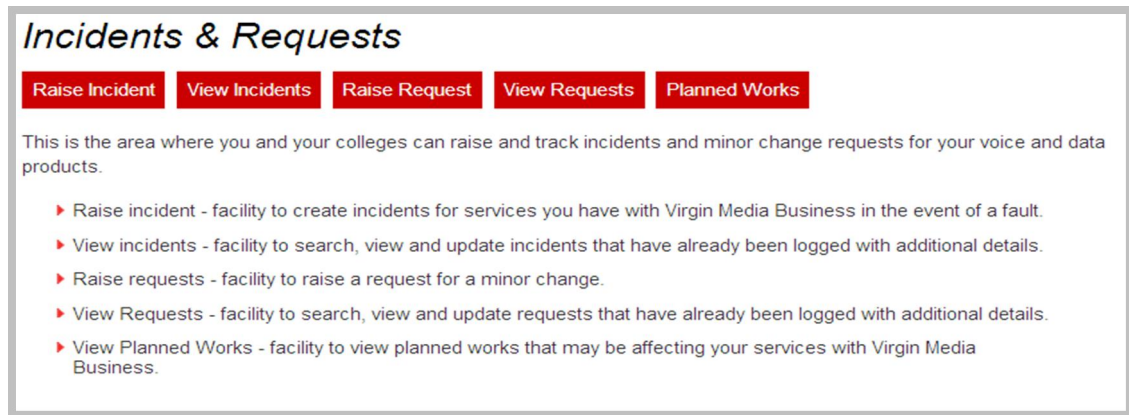 Incidents & Requests
Raise Incident View Incidents Raise Request View Requests Planned Works
This is the area where you and your colleges can raise and track incidents and minor change requests for your voice and data
products.
Raise incident - facility to create incidents for services you have with Virgin Media Business in the event of a fault.
View incidents - facility to search, view and update incidents that have already been logged with additional details.
Raise requests - facility to raise a request for a minor change.
View Requests - facility to search, view and update requests that have already been logged with additional details.
View Planned Works - facility to view planned works that may be affecting your services with Virgin Media
Business.